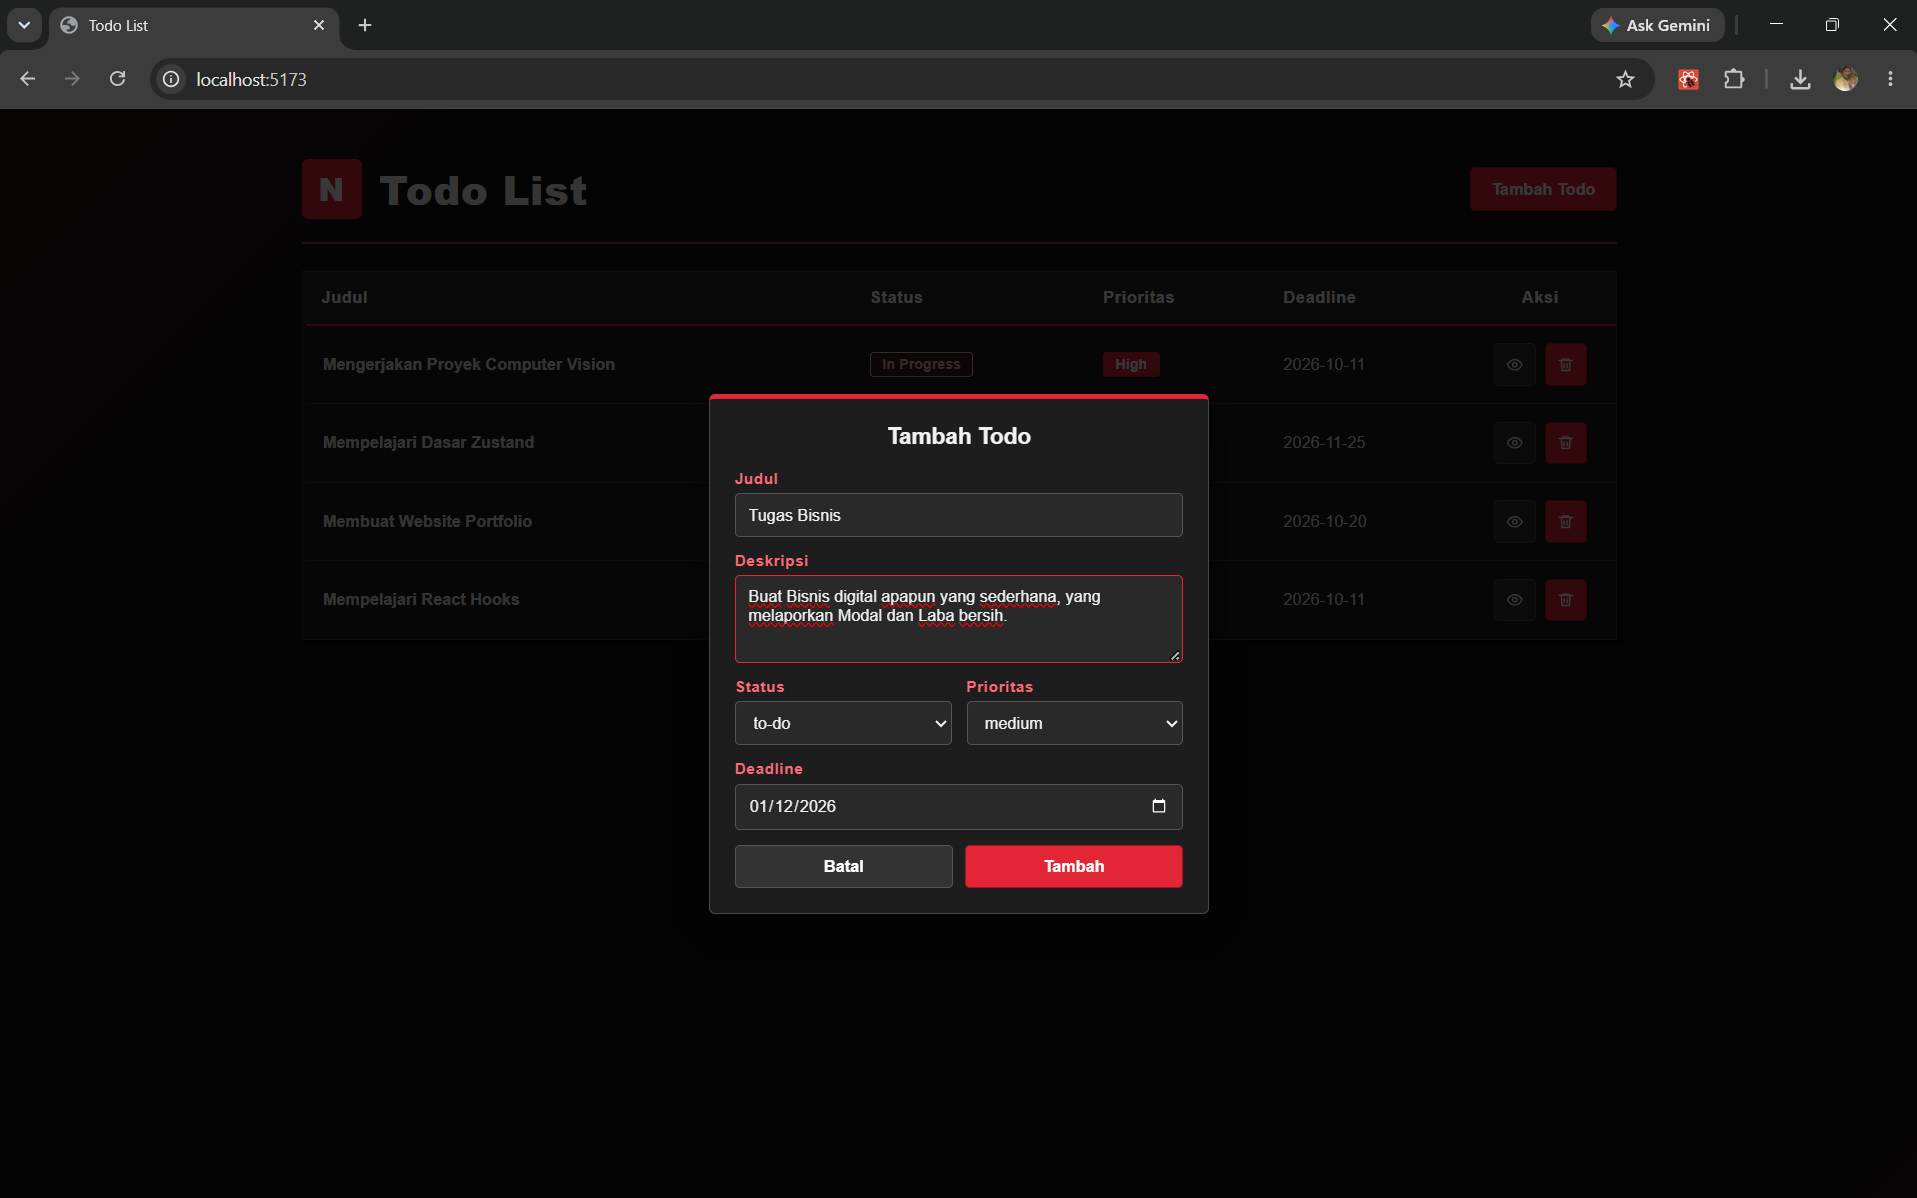 Todo List
Ask Gemini
localhost:5173
N Todo List
Tambah Todo
Judul Status Prioritas Deadline Aksi
Mengerjakan Proyek Computer Vision In Progress High 2026-10-11
Mempelajari Dasar Zustand 2026-11-25
Membuat Website Portfolio 2026-10-20
Mempelajari React Hooks 2026-10-11
Tambah Todo
Judul
Tugas Bisnis
Deskripsi
Buat Bisnis digital apapun yang sederhana, yang
melaporkan Modal dan Laba bersih.
Status Prioritas
to-do medium
Deadline
01/12/2026
Batal Tambah